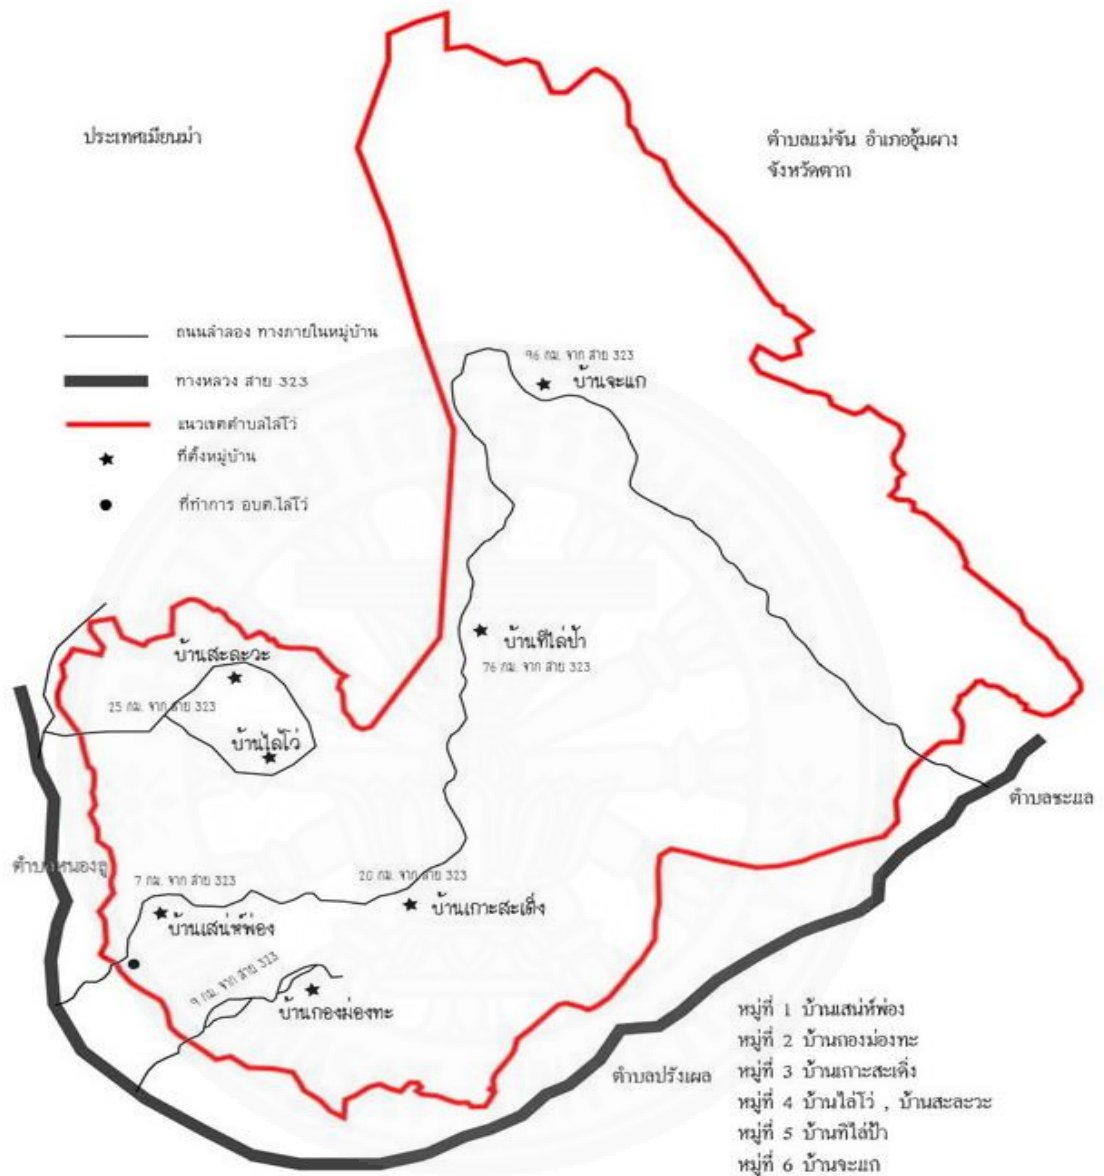 ประเทศเมียนม่า
ตำบลแม่จัน อำเภออุ้มผาง
จังหวัดตาก
ถนนลำลอง ทางภายในหมู่บ้าน
ทางหลวง สาย 323
แนวเขตตำบลไล่โว่
ที่ตั้งหมู่บ้าน
ที่ทำการ อบต.ไล่โว่
96 กม. จาก สาย 323
บ้านจะแก
บ้านทิไล่ป้า
76 กม. จาก สาย 323
บ้านสะละวะ
25 กม. จาก สาย 323
บ้านไล่โว่
ตำบลชะแล
ตำบลหนองลู
7 กม. จาก สาย 323
20 กม. จาก สาย 323
บ้านเกาะสะเดิ่ง
บ้านเสน่ห์พ่อง
9 กม. จาก สาย 323
บ้านกองม่องทะ
ตำบลปรังเผล
หมู่ที่ 1 บ้านเสน่ห์พ่อง
หมู่ที่ 2 บ้านกองม่องทะ
หมู่ที่ 3 บ้านเกาะสะเดิ่ง
หมู่ที่ 4 บ้านไล่โว่ , บ้านสะละวะ
หมู่ที่ 5 บ้านทิไล่ป้า
หมู่ที่ 6 บ้านจะแก